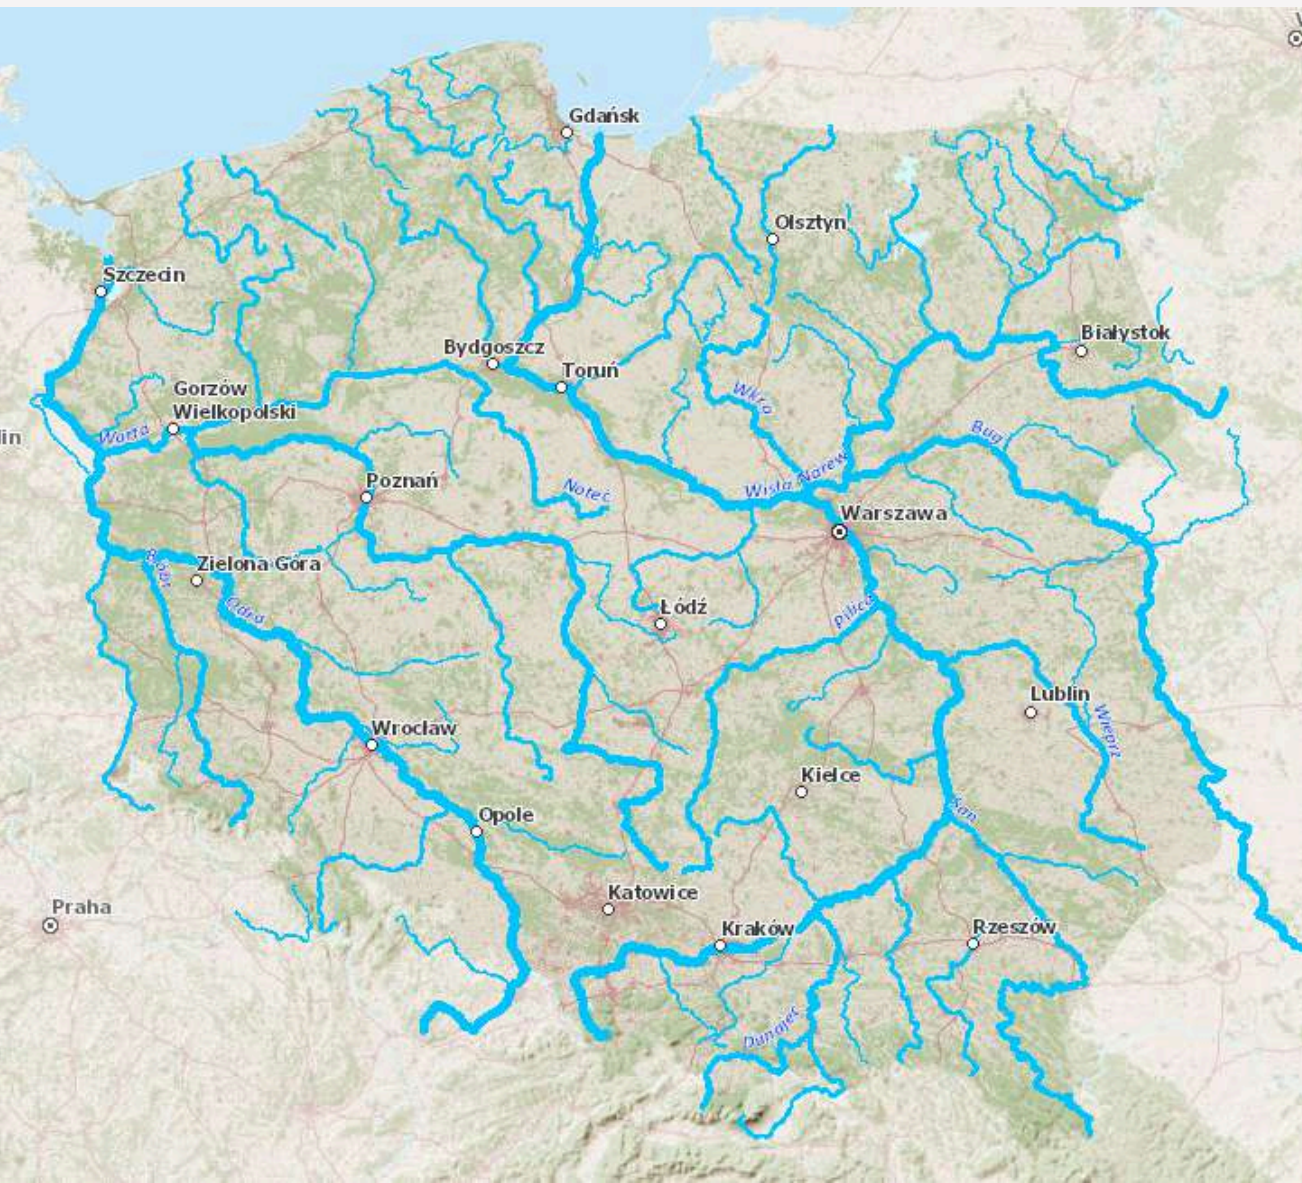 Gdańsk
Olsztyn
Szczecin
Białystok
Bydgoszcz
Toruń
Gorzów
Wielkopolski
Wkra
Warta
lin
Bug
Poznań
Noteć
Wisła
Narew
Warszawa
Bóbr
Zielona Góra
Odra
Łódź
Pilica
Lublin
Wrocław
Wieprz
Kielce
Opole
San
Katowice
Praha
Kraków
Rzeszów
Dunajec